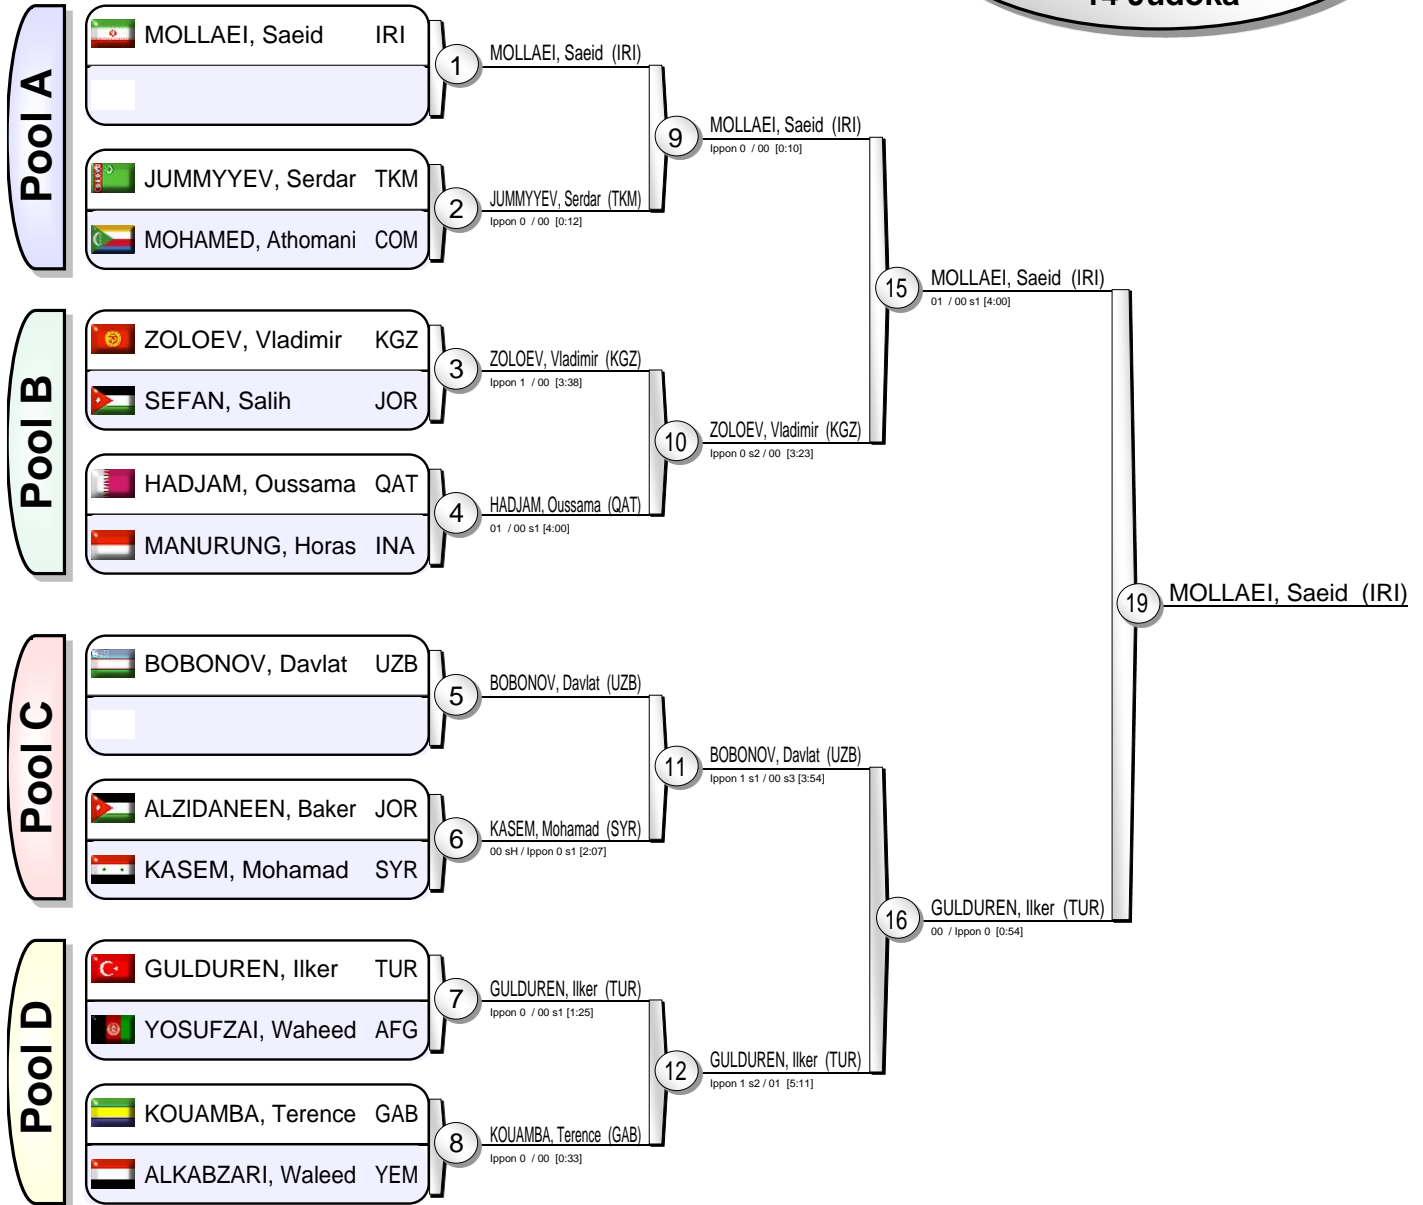 14 Judoka
Pool A
MOLLAEI, Saeid IRI
1
MOLLAEI, Saeid (IRI)
JUMMYYEV, Serdar TKM
MOHAMED, Athomani COM
2
JUMMYYEV, Serdar (TKM)
Ippon 0 / 00 [0:12]
9
MOLLAEI, Saeid (IRI)
Ippon 0 / 00 [0:10]
Pool B
ZOLOEV, Vladimir KGZ
SEFAN, Salih JOR
3
ZOLOEV, Vladimir (KGZ)
Ippon 1 / 00 [3:38]
HADJAM, Oussama QAT
MANURUNG, Horas INA
4
HADJAM, Oussama (QAT)
01 / 00 s1 [4:00]
10
ZOLOEV, Vladimir (KGZ)
Ippon 0 s2 / 00 [3:23]
15
MOLLAEI, Saeid (IRI)
01 / 00 s1 [4:00]
Pool C
BOBONOV, Davlat UZB
5
BOBONOV, Davlat (UZB)
ALZIDANEEN, Baker JOR
KASEM, Mohamad SYR
6
KASEM, Mohamad (SYR)
00 sH / Ippon 0 s1 [2:07]
11
BOBONOV, Davlat (UZB)
Ippon 1 s1 / 00 s3 [3:54]
Pool D
GULDUREN, Ilker TUR
YOSUFZAI, Waheed AFG
7
GULDUREN, Ilker (TUR)
Ippon 0 / 00 s1 [1:25]
KOUAMBA, Terence GAB
ALKABZARI, Waleed YEM
8
KOUAMBA, Terence (GAB)
Ippon 0 / 00 [0:33]
12
GULDUREN, Ilker (TUR)
Ippon 1 s2 / 01 [5:11]
16
GULDUREN, Ilker (TUR)
00 / Ippon 0 [0:54]
19
MOLLAEI, Saeid (IRI)